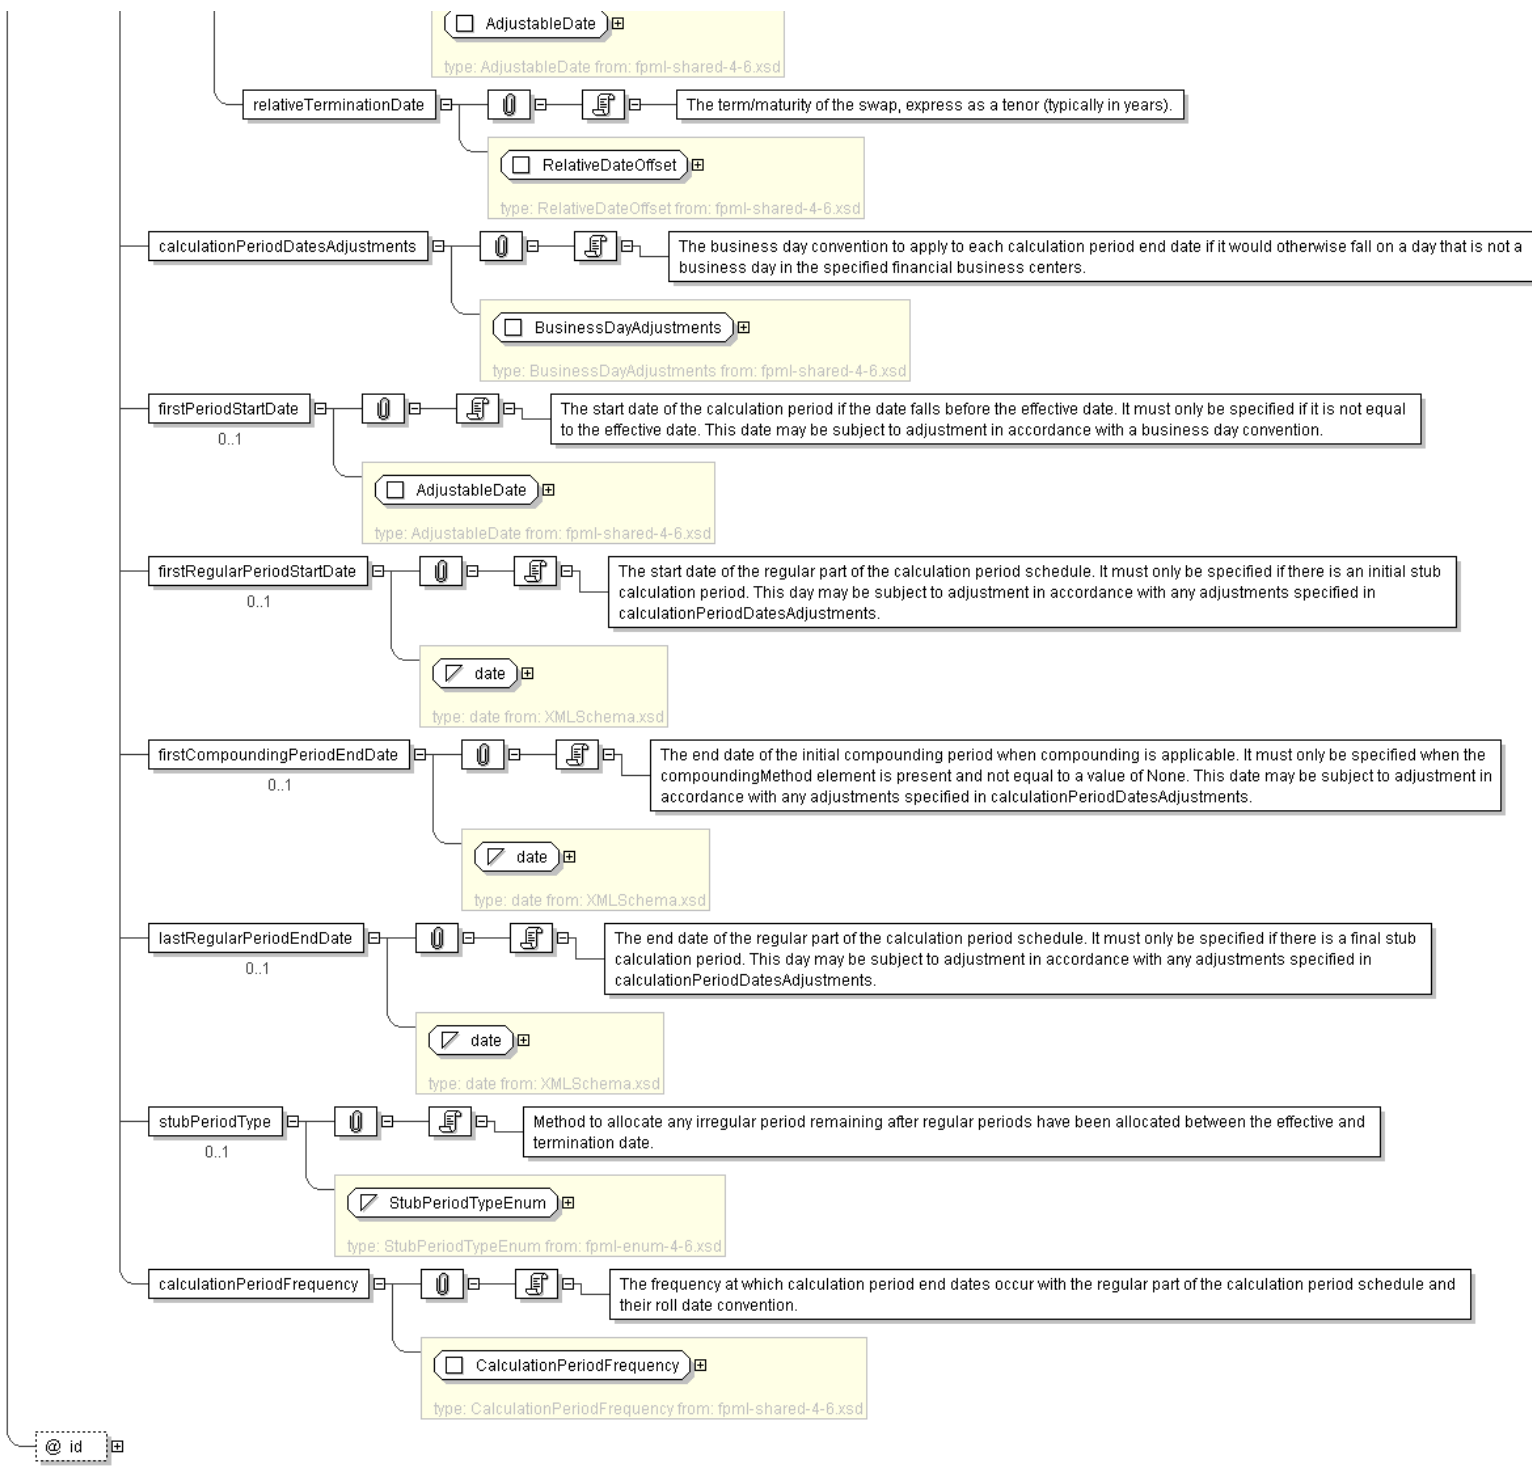 AdjustableDate
type: AdjustableDate from: fpml-shared-4-6.xsd
relativeTerminationDate
The term/maturity of the swap, express as a tenor (typically in years).
RelativeDateOffset
type: RelativeDateOffset from: fpml-shared-4-6.xsd
calculationPeriodDatesAdjustments
The business day convention to apply to each calculation period end date if it would otherwise fall on a day that is not a
business day in the specified financial business centers.
BusinessDayAdjustments
type: BusinessDayAdjustments from: fpml-shared-4-6.xsd
firstPeriodStartDate
0..1
The start date of the calculation period if the date falls before the effective date. It must only be specified if it is not equal
to the effective date. This date may be subject to adjustment in accordance with a business day convention.
AdjustableDate
type: AdjustableDate from: fpml-shared-4-6.xsd
firstRegularPeriodStartDate
0..1
The start date of the regular part of the calculation period schedule. It must only be specified if there is an initial stub
calculation period. This day may be subject to adjustment in accordance with any adjustments specified in
calculationPeriodDatesAdjustments.
date
type: date from: XMLSchema.xsd
firstCompoundingPeriodEndDate
0..1
The end date of the initial compounding period when compounding is applicable. It must only be specified when the
compoundingMethod element is present and not equal to a value of None. This date may be subject to adjustment in
accordance with any adjustments specified in calculationPeriodDatesAdjustments.
date
type: date from: XMLSchema.xsd
lastRegularPeriodEndDate
0..1
The end date of the regular part of the calculation period schedule. It must only be specified if there is a final stub
calculation period. This day may be subject to adjustment in accordance with any adjustments specified in
calculationPeriodDatesAdjustments.
date
type: date from: XMLSchema.xsd
stubPeriodType
0..1
Method to allocate any irregular period remaining after regular periods have been allocated between the effective and
termination date.
StubPeriodTypeEnum
type: StubPeriodTypeEnum from: fpml-enum-4-6.xsd
calculationPeriodFrequency
The frequency at which calculation period end dates occur with the regular part of the calculation period schedule and
their roll date convention.
CalculationPeriodFrequency
type: CalculationPeriodFrequency from: fpml-shared-4-6.xsd
@ id